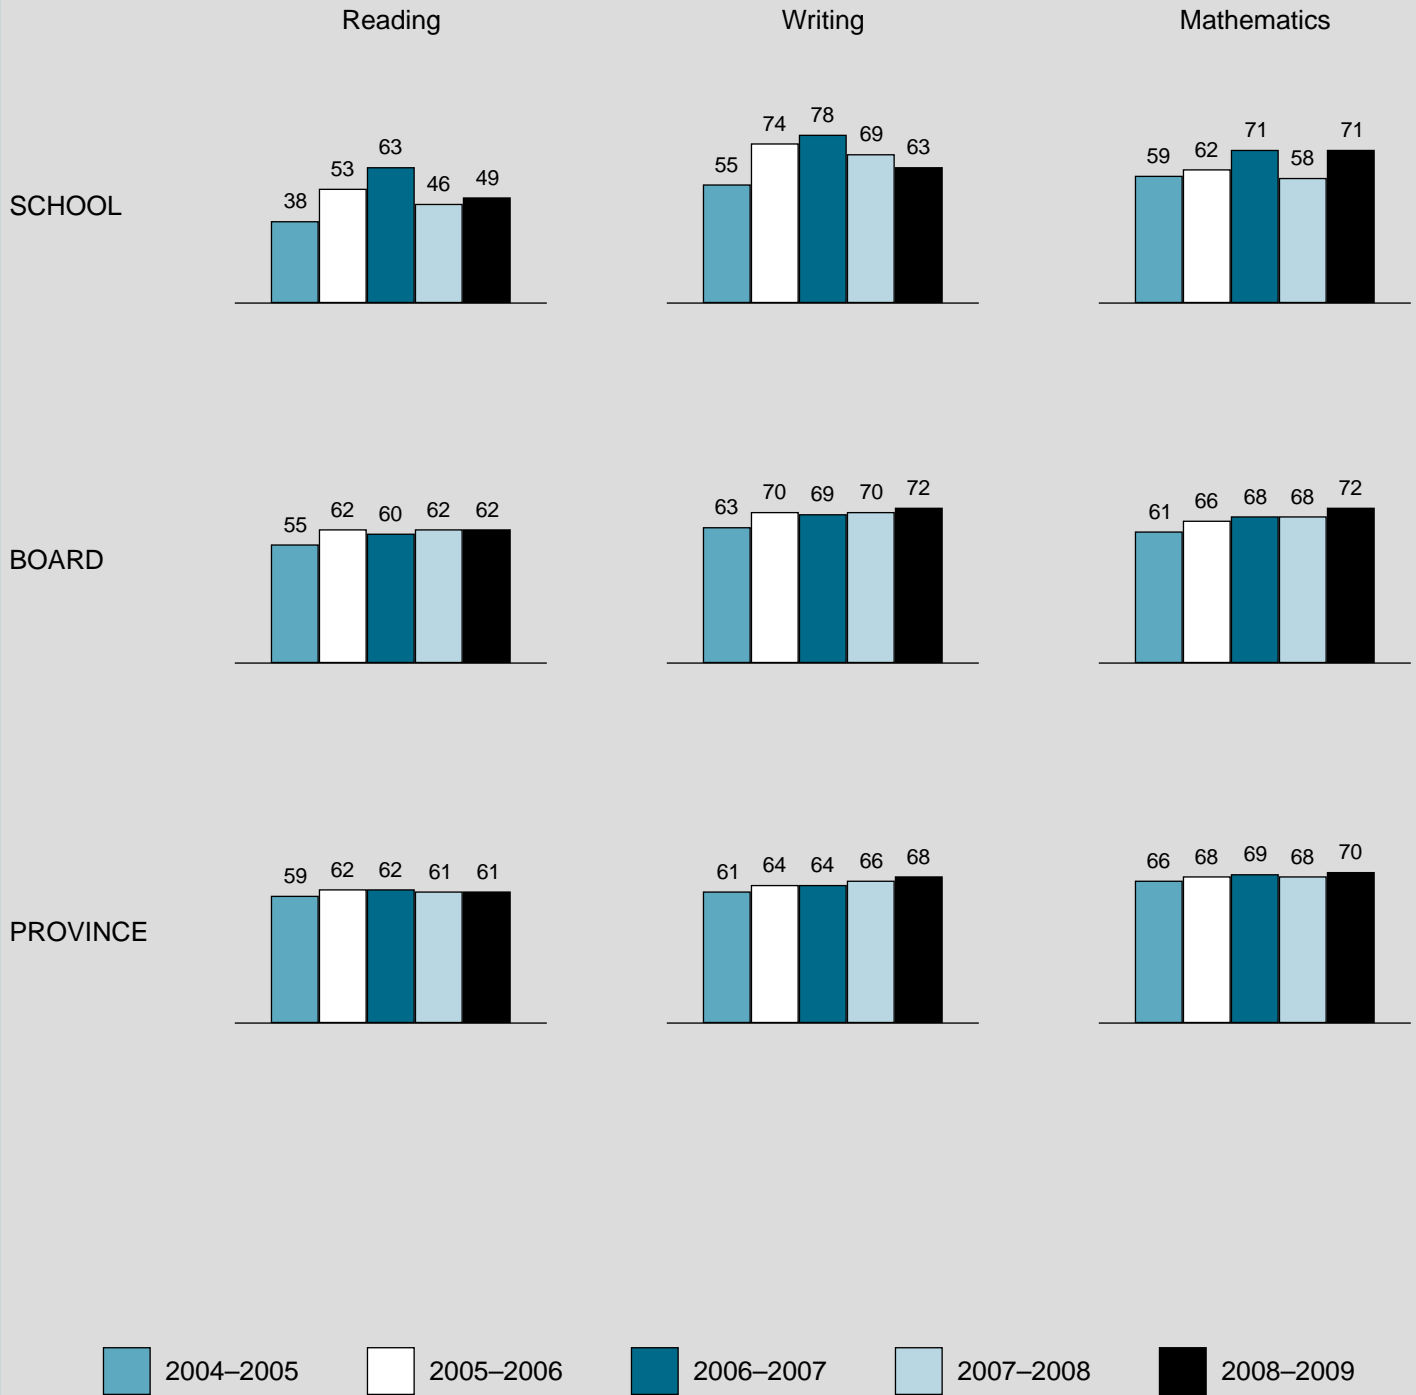 Reading Writing Mathematics
SCHOOL
38 53 63 46 49
55 74 78 69 63
59 62 71 58 71
BOARD
55 62 60 62 62
63 70 69 70 72
61 66 68 68 72
PROVINCE
59 62 62 61 61
61 64 64 66 68
66 68 69 68 70
2004–2005 2005–2006 2006–2007 2007–2008 2008–2009